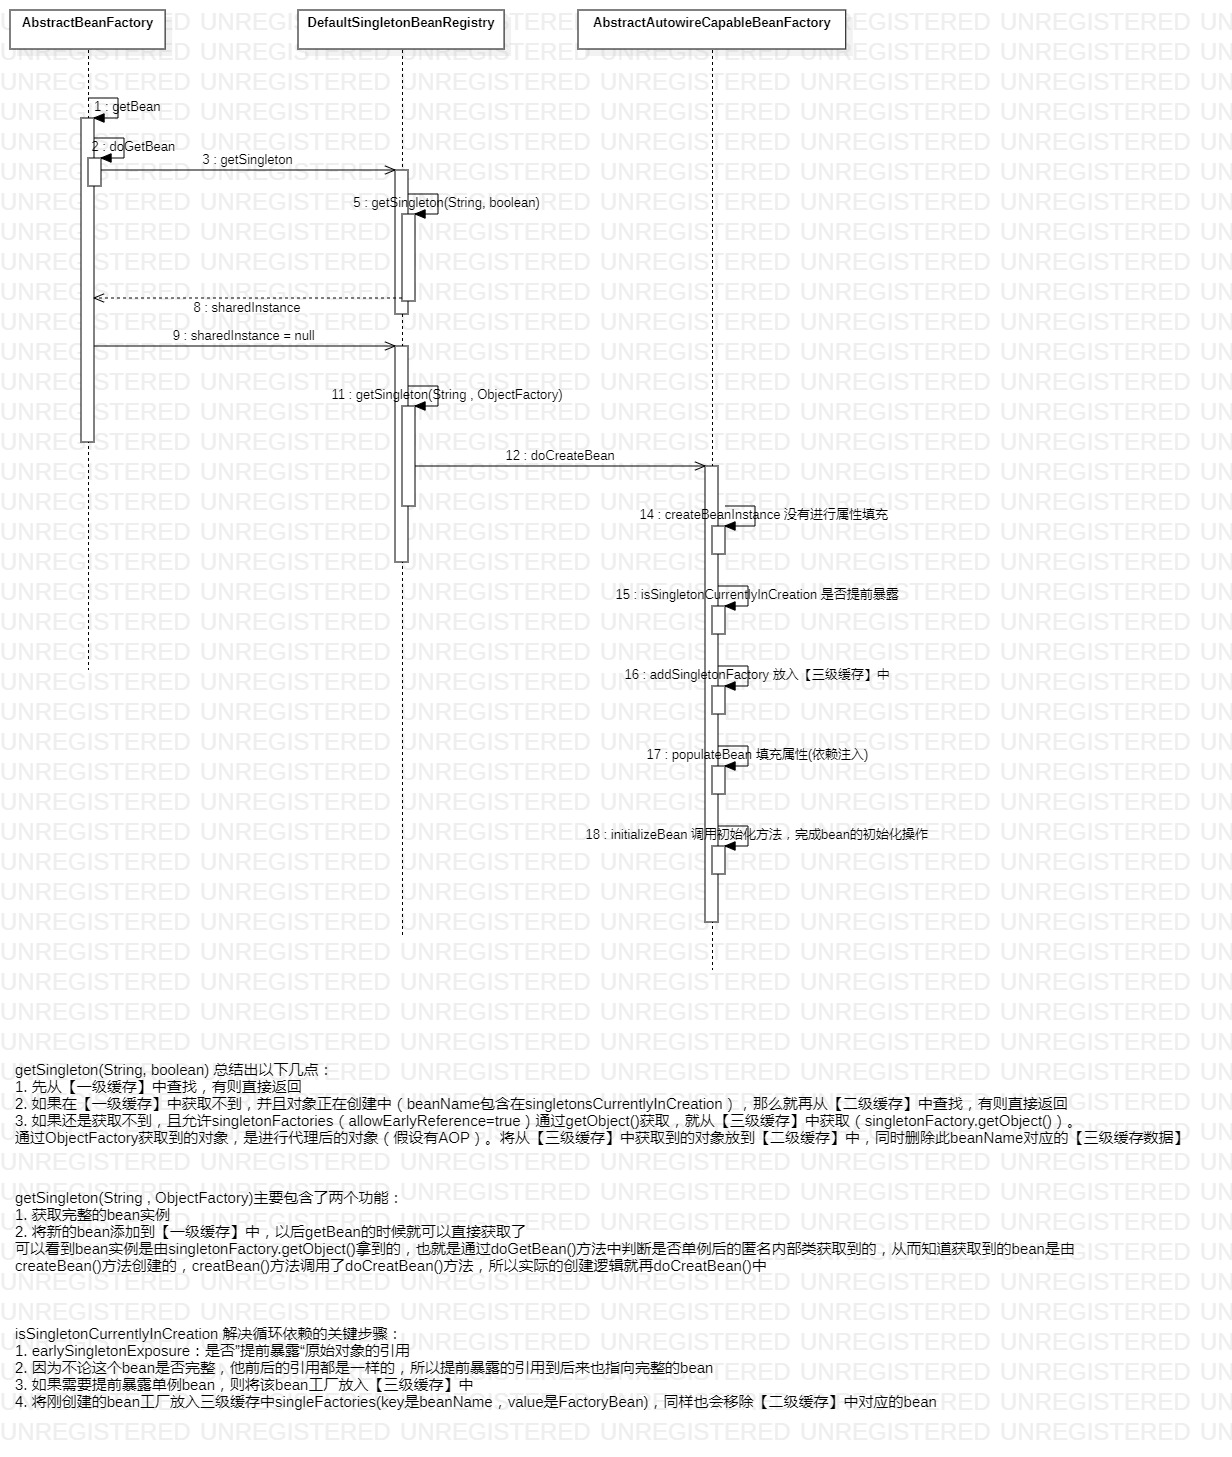 AbstractBeanFactory
DefaultSingletonBeanRegistry
AbstractAutowireCapableBeanFactory
1 : getBean
2 : doGetBean
3 : getSingleton
5 : getSingleton(String, boolean)
8 : sharedInstance
9 : sharedInstance = null
11 : getSingleton(String , ObjectFactory)
12 : doCreateBean
14 : createBeanInstance 没有进行属性填充
15 : isSingletonCurrentlyInCreation 是否提前暴露
16 : addSingletonFactory 放入【三级缓存】中
17 : populateBean 填充属性(依赖注入)
18 : initializeBean 调用初始化方法，完成bean的初始化操作
getSingleton(String, boolean) 总结出以下几点：
1. 先从【一级缓存】中查找，有则直接返回
2. 如果在【一级缓存】中获取不到，并且对象正在创建中（beanName包含在singletonsCurrentlyInCreation），那么就再从【二级缓存】中查找，有则直接返回
3. 如果还是获取不到，且允许singletonFactories（allowEarlyReference=true）通过getObject()获取，就从【三级缓存】中获取（singletonFactory.getObject()）。
通过ObjectFactory获取到的对象，是进行代理后的对象（假设有AOP）。将从【三级缓存】中获取到的对象放到【二级缓存】中，同时删除此beanName对应的【三级缓存数据】
getSingleton(String , ObjectFactory)主要包含了两个功能：
1. 获取完整的bean实例
2. 将新的bean添加到【一级缓存】中，以后getBean的时候就可以直接获取了
可以看到bean实例是由singletonFactory.getObject()拿到的，也就是通过doGetBean()方法中判断是否单例后的匿名内部类获取到的，从而知道获取到的bean是由
createBean()方法创建的，creatBean()方法调用了doCreatBean()方法，所以实际的创建逻辑就再doCreatBean()中
isSingletonCurrentlyInCreation 解决循环依赖的关键步骤：
1. earlySingletonExposure：是否”提前暴露“原始对象的引用
2. 因为不论这个bean是否完整，他前后的引用都是一样的，所以提前暴露的引用到后来也指向完整的bean
3. 如果需要提前暴露单例bean，则将该bean工厂放入【三级缓存】中
4. 将刚创建的bean工厂放入三级缓存中singleFactories(key是beanName，value是FactoryBean)，同样也会移除【二级缓存】中对应的bean